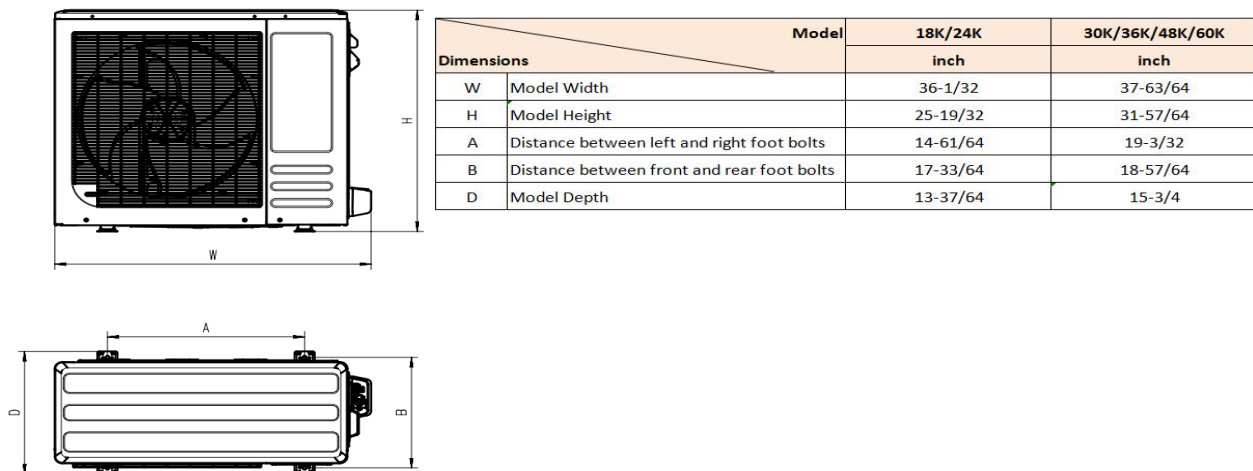 H
W
A
D
B
Model 18K/24K 30K/36K/48K/60K
Dimensions inch inch
W Model Width 36-1/32 37-63/64
H Model Height 25-19/32 31-57/64
A Distance between left and right foot bolts 14-61/64 19-3/32
B Distance between front and rear foot bolts 17-33/64 18-57/64
D Model Depth 13-37/64 15-3/4